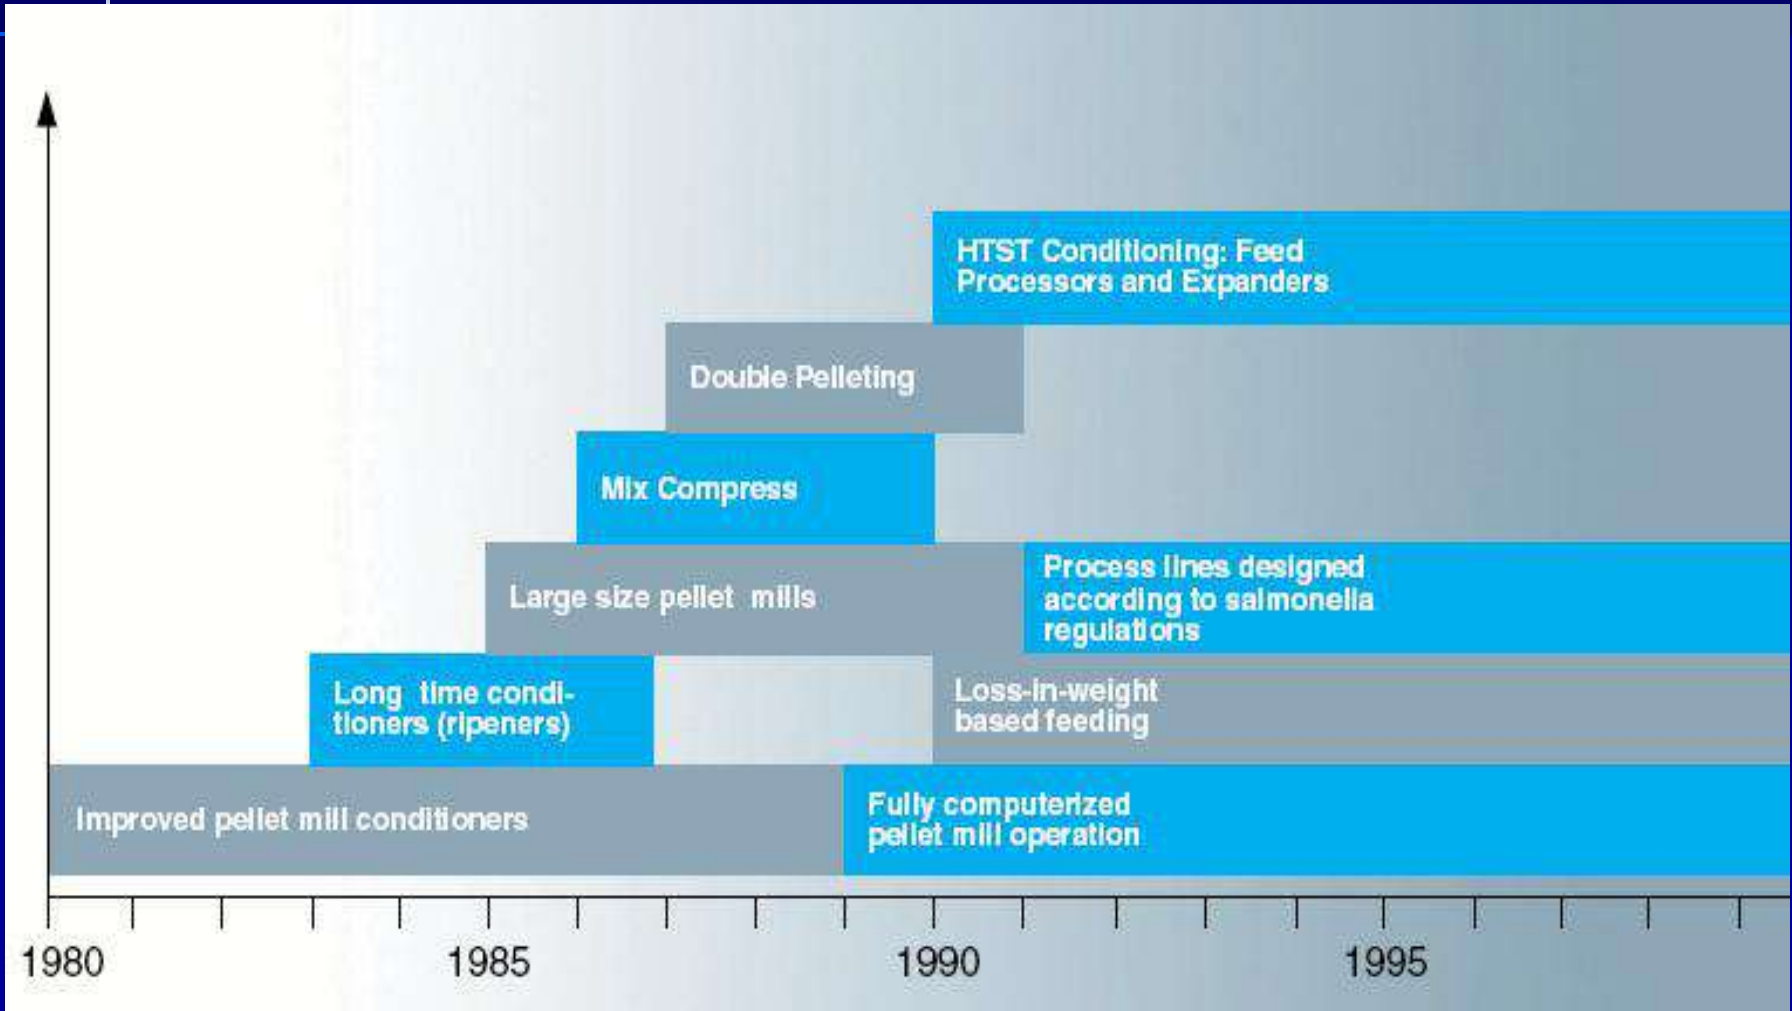 HTST Conditioning: Feed
Processors and Expanders
Double Pelleting
Mix Compress
Large size pellet mills
Process lines designed
according to salmonella
regulations
Long time condi-
tioners (ripeners)
Loss-in-weight
based feeding
Improved pellet mill conditioners
Fully computerized
pellet mill operation
1980 1985 1990 1995